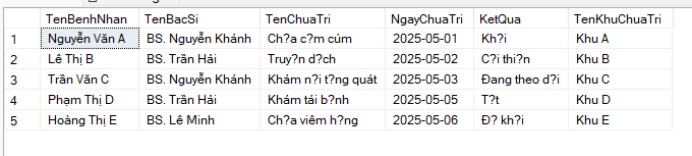 TenBenhNhan TenBacSi TenChuaTri NgayChuaTri KetQua TenKhuChuaTri
1 Nguyễn Văn A BS. Nguyễn Khánh Ch?a c?m cúm 2025-05-01 Kh?i Khu A
2 Lê Thị B BS. Trần Hải Truy?n d?ch 2025-05-02 C?i thi?n Khu B
3 Trần Văn C BS. Nguyễn Khánh Khám n?i t?ng quát 2025-05-03 Đang theo d?i Khu C
4 Phạm Thị D BS. Trần Hải Khám tái b?nh 2025-05-05 T?t Khu D
5 Hoàng Thị E BS. Lê Minh Ch?a viêm h?ng 2025-05-06 Đ? kh?i Khu E